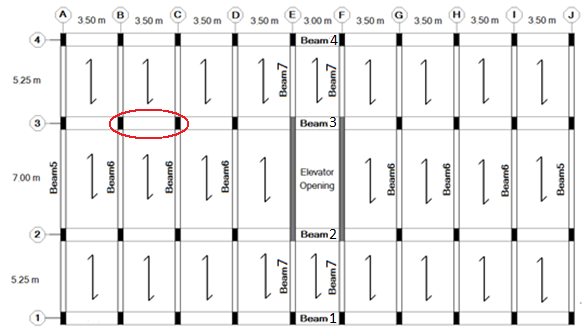 A B C D E F G H I J
3.50 m 3.50 m 3.50 m 3.50 m 3.00 m 3.50 m 3.50 m 3.50 m 3.50 m
4 Beam 4
5.25 m Beam7 Beam7
3 Beam 3
7.00 m Beam5 Beam6 Beam6 Beam6 Elevator Opening Beam6 Beam6 Beam6 Beam5
2 Beam 2
5.25 m Beam7 Beam7
1 Beam 1